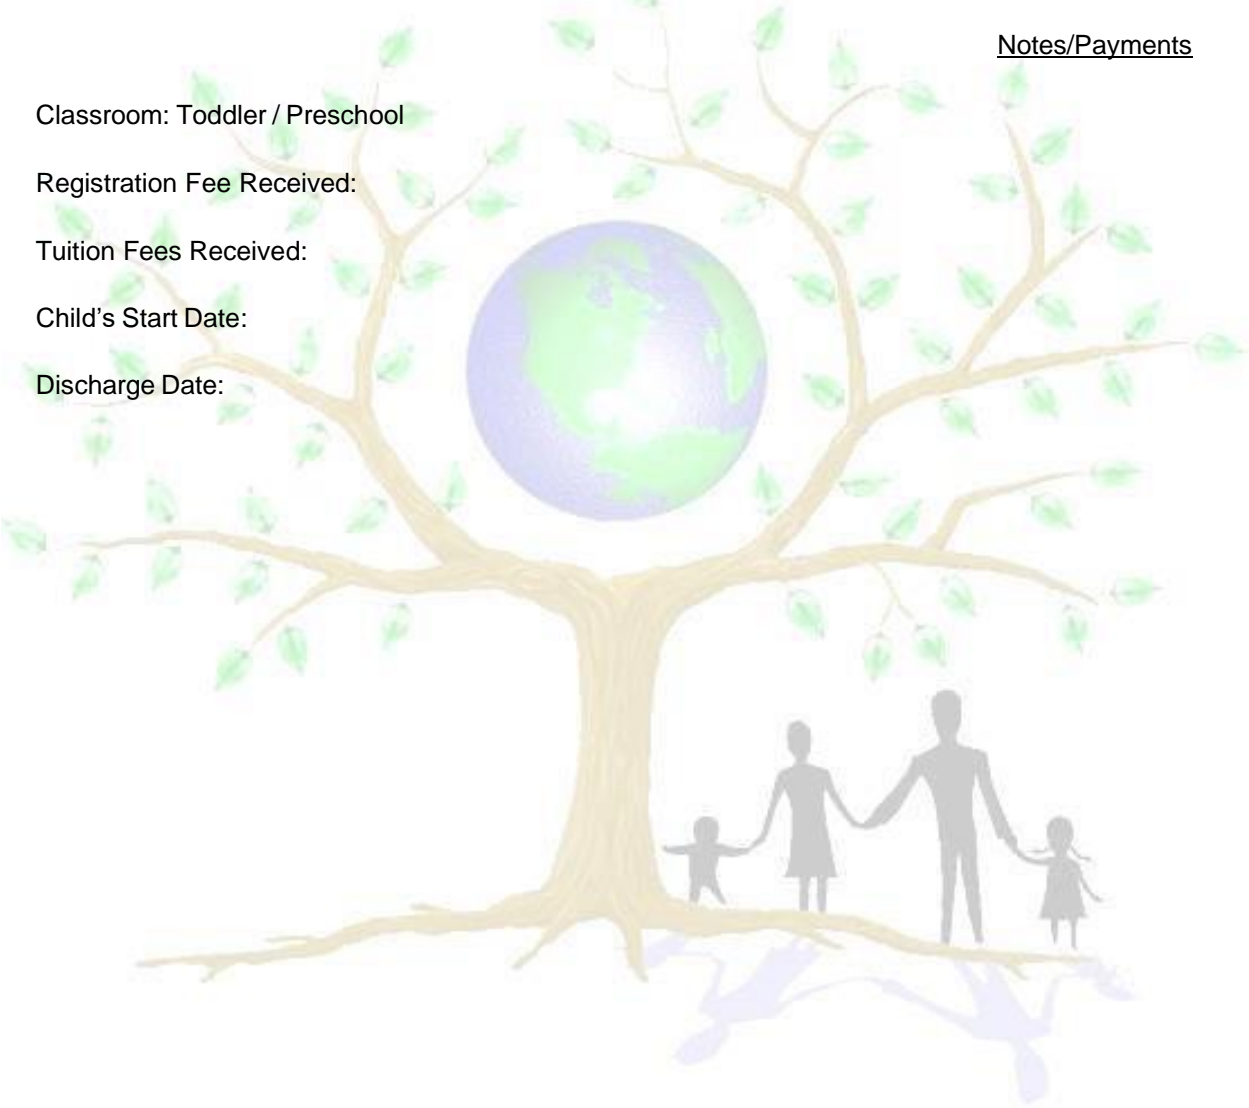 Notes/Payments
Classroom: Toddler / Preschool
Registration Fee Received:
Tuition Fees Received:
Child's Start Date:
Discharge Date: